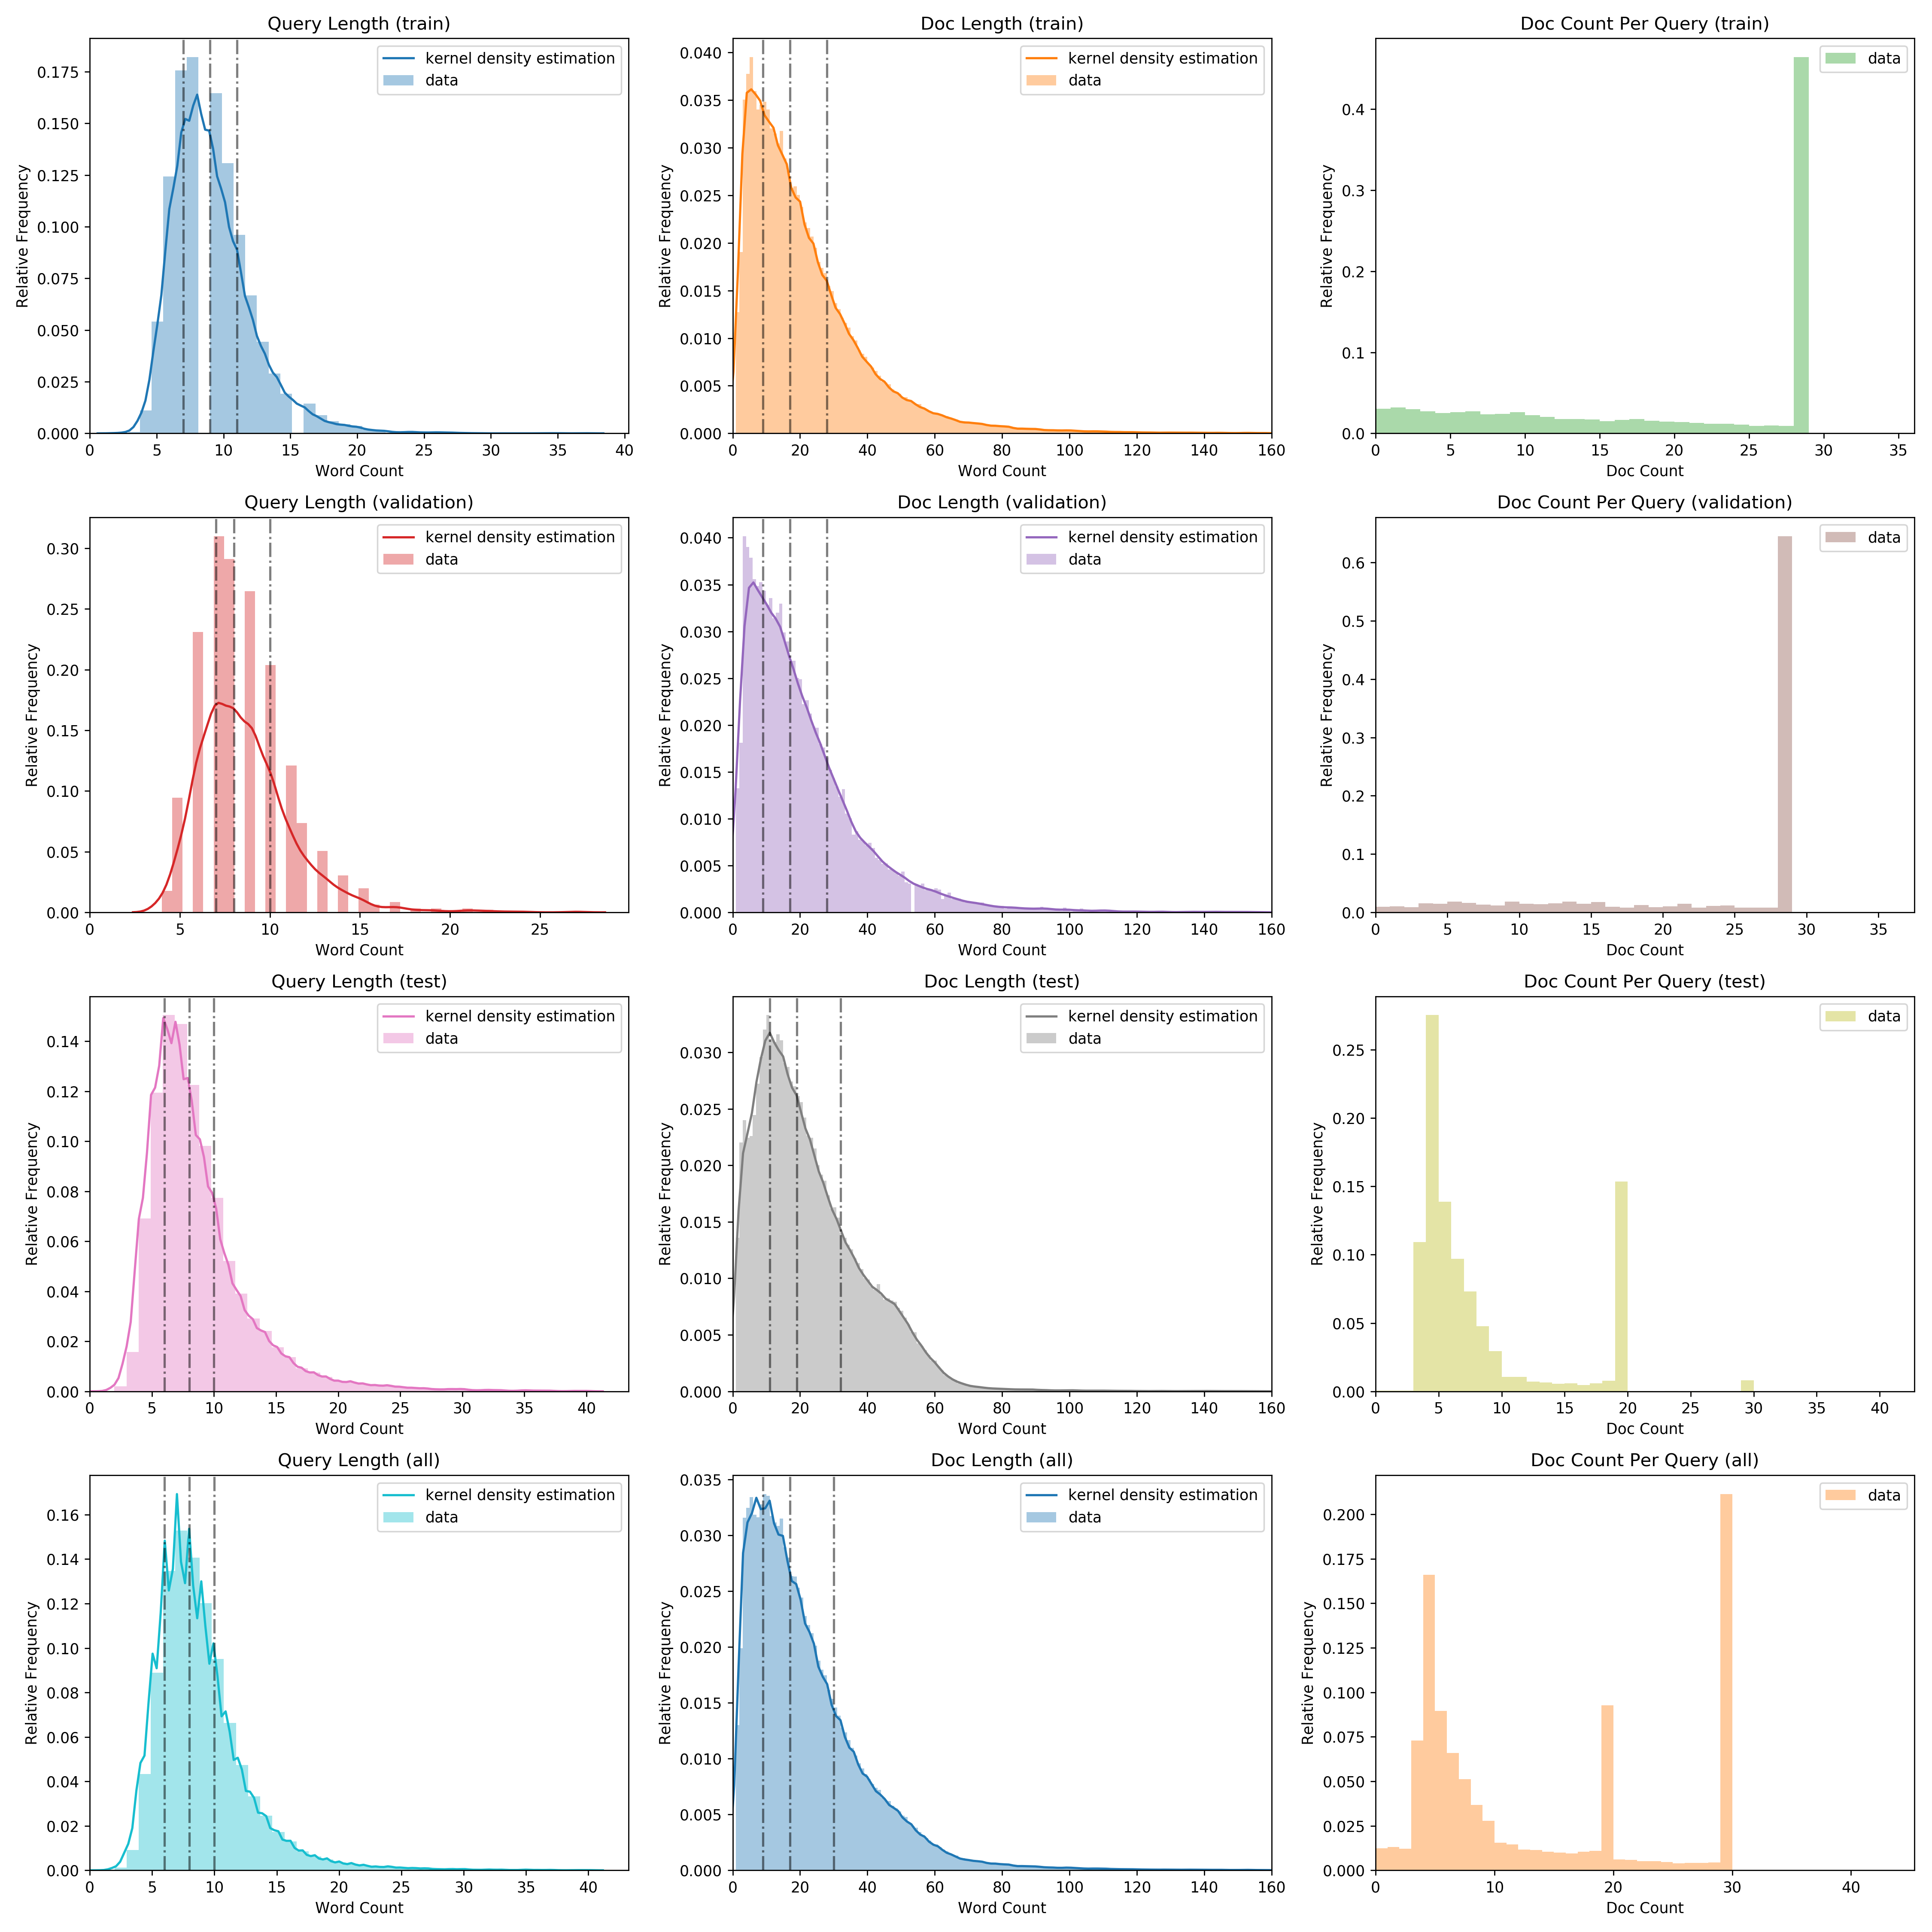 Query Length (train)
kernel density estimation
data
Relative Frequency
0.175
0.150
0.125
0.100
0.075
0.050
0.025
0.000
0 5 10 15 20 25 30 35 40
Word Count
Doc Length (train)
kernel density estimation
data
Relative Frequency
0.040
0.035
0.030
0.025
0.020
0.015
0.010
0.005
0.000
0 20 40 60 80 100 120 140 160
Word Count
Doc Count Per Query (train)
data
Relative Frequency
0.4
0.3
0.2
0.1
0.0
0 5 10 15 20 25 30 35
Doc Count
Query Length (validation)
kernel density estimation
data
Relative Frequency
0.30
0.25
0.20
0.15
0.10
0.05
0.00
0 5 10 15 20 25
Word Count
Doc Length (validation)
kernel density estimation
data
Relative Frequency
0.040
0.035
0.030
0.025
0.020
0.015
0.010
0.005
0.000
0 20 40 60 80 100 120 140 160
Word Count
Doc Count Per Query (validation)
data
Relative Frequency
0.6
0.5
0.4
0.3
0.2
0.1
0.0
0 5 10 15 20 25 30 35
Doc Count
Query Length (test)
kernel density estimation
data
Relative Frequency
0.14
0.12
0.10
0.08
0.06
0.04
0.02
0.00
0 5 10 15 20 25 30 35 40
Word Count
Doc Length (test)
kernel density estimation
data
Relative Frequency
0.030
0.025
0.020
0.015
0.010
0.005
0.000
0 20 40 60 80 100 120 140 160
Word Count
Doc Count Per Query (test)
data
Relative Frequency
0.25
0.20
0.15
0.10
0.05
0.00
0 5 10 15 20 25 30 35 40
Doc Count
Query Length (all)
kernel density estimation
data
Relative Frequency
0.16
0.14
0.12
0.10
0.08
0.06
0.04
0.02
0.00
0 5 10 15 20 25 30 35 40
Word Count
Doc Length (all)
kernel density estimation
data
Relative Frequency
0.035
0.030
0.025
0.020
0.015
0.010
0.005
0.000
0 20 40 60 80 100 120 140 160
Word Count
Doc Count Per Query (all)
data
Relative Frequency
0.200
0.175
0.150
0.125
0.100
0.075
0.050
0.025
0.000
0 10 20 30 40
Doc Count